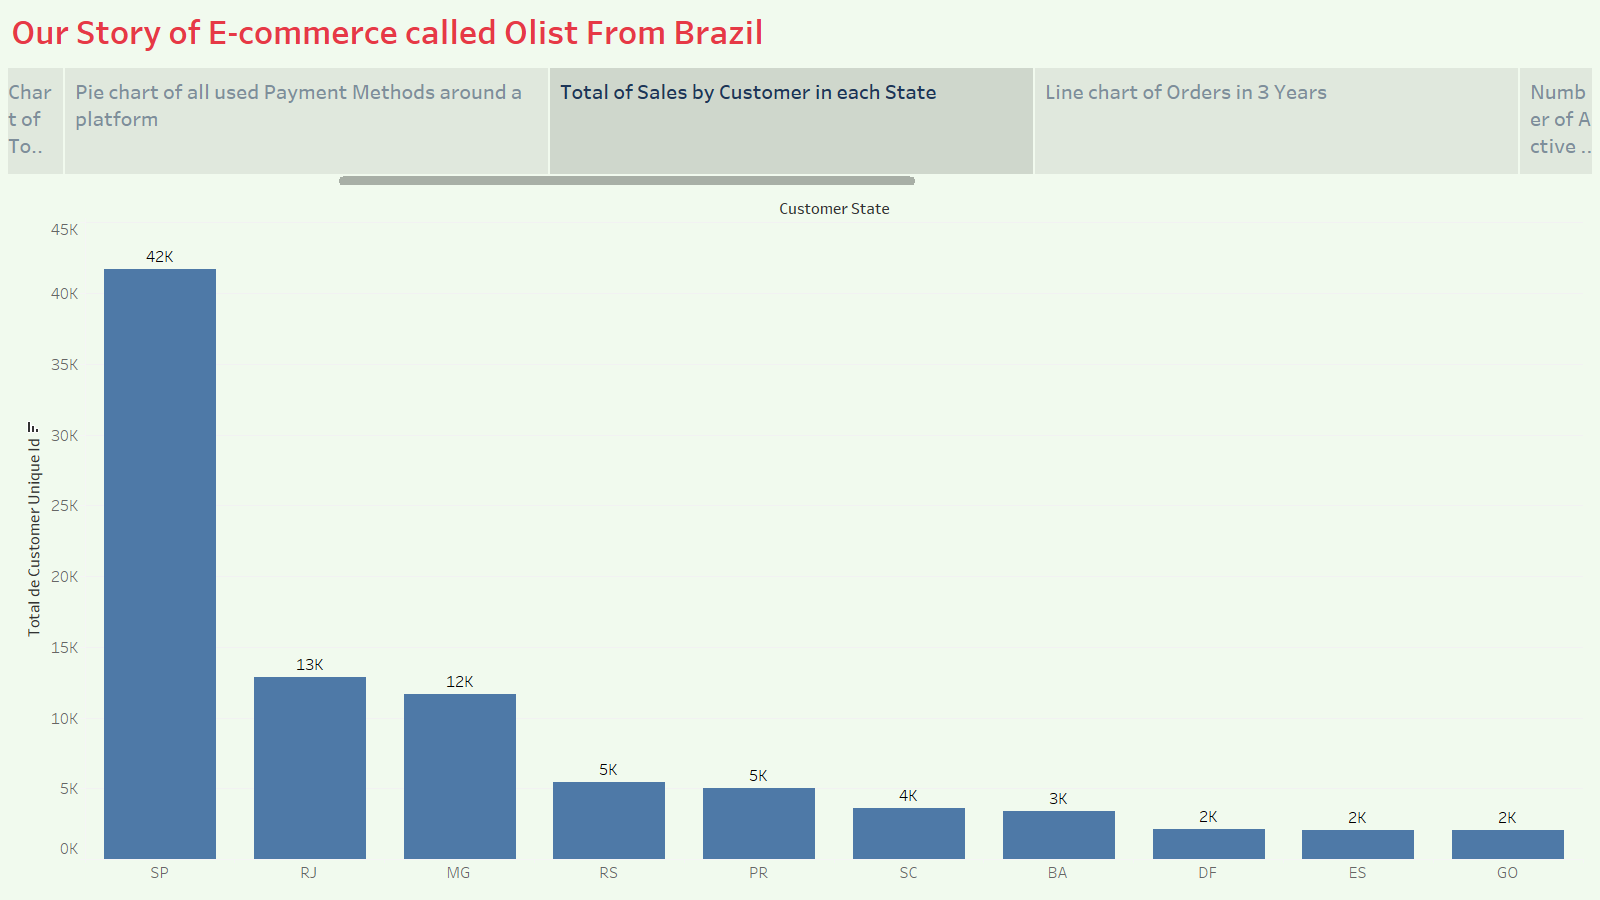 Our Story of E-commerce called Olist From Brazil
Char
t of
To..
Pie chart of all used Payment Methods around a
platform
Total of Sales by Customer in each State
Line chart of Orders in 3 Years
Numb
er of A
ctive ..
Customer State
Total de Customer Unique Id
45K
40K
35K
30K
25K
20K
15K
10K
5K
0K
42K
13K
12K
5K
5K
4K
3K
2K
2K
2K
SP
RJ
MG
RS
PR
SC
BA
DF
ES
GO